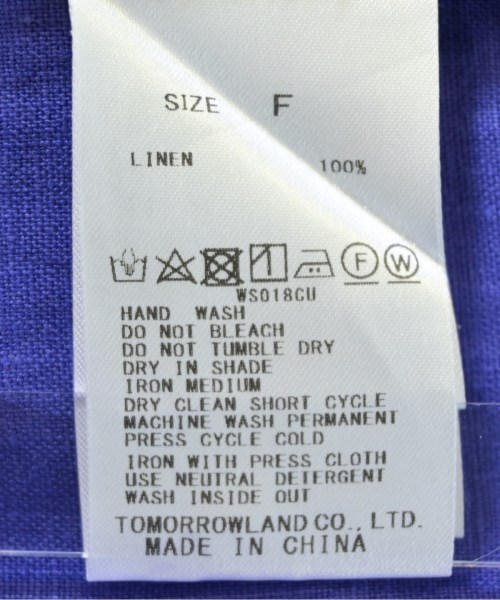 SIZE F
LINEN 100%
F W
WS018CU
HAND WASH
DO NOT BLEACH
DO NOT TUMBLE DRY
DRY IN SHADE
IRON MEDIUM
DRY CLEAN SHORT CYCLE
MACHINE WASH PERMANENT
PRESS CYCLE COLD
IRON WITH PRESS CLOTH
USE NEUTRAL DETERGENT
WASH INSIDE OUT
TOMORROWLAND CO., LTD.
MADE IN CHINA